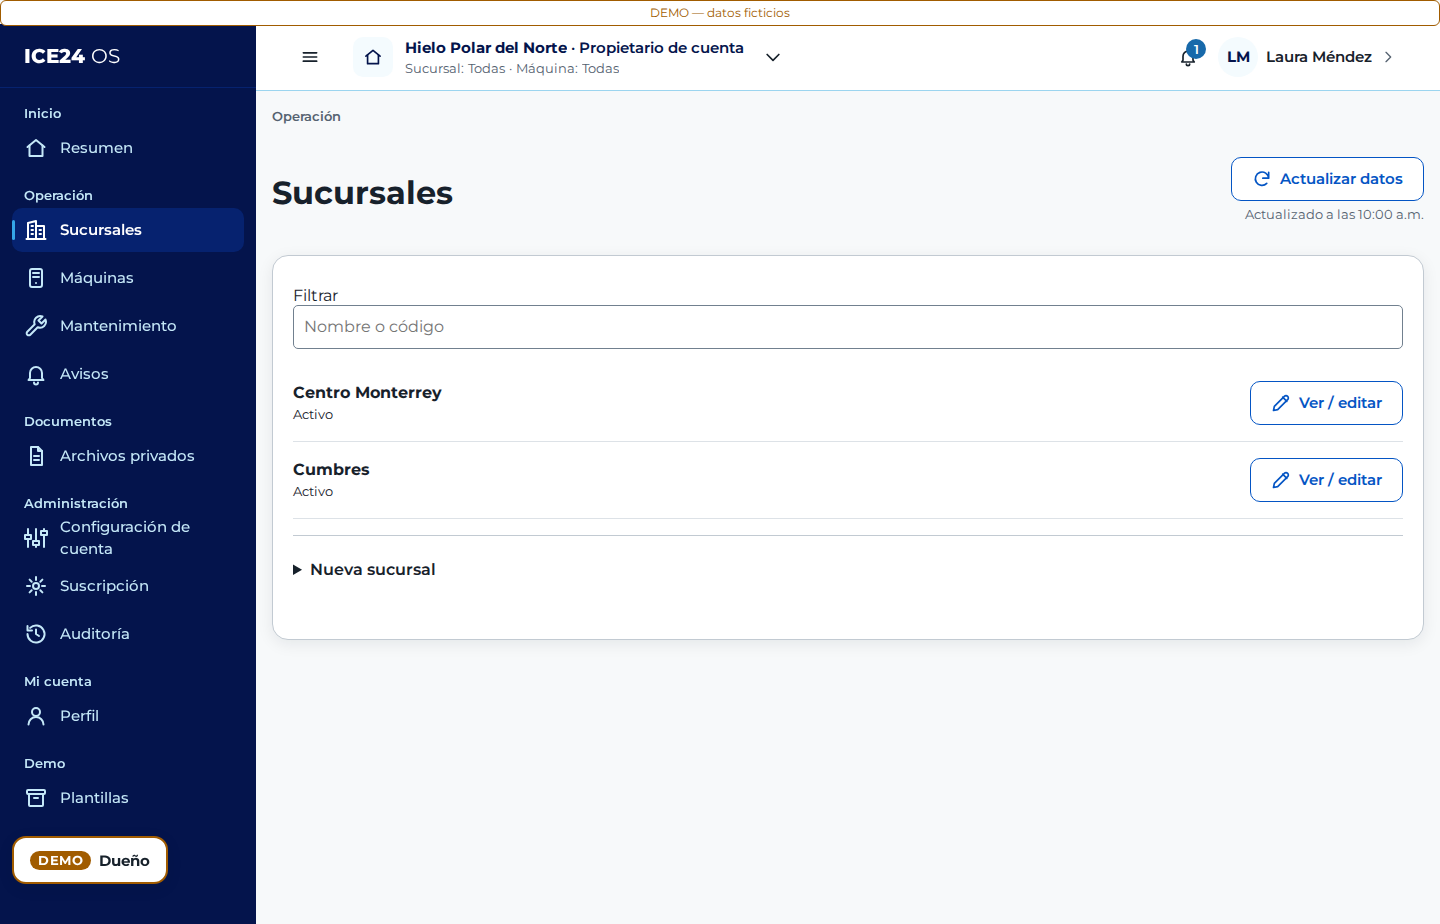 DEMO — datos ficticios
ICE24 OS
Inicio
Resumen
Operación
Sucursales
Máquinas
Mantenimiento
Avisos
Documentos
Archivos privados
Administración
Configuración de
cuenta
Suscripción
Auditoría
Mi cuenta
Perfil
Demo
Plantillas
DEMO Dueño
Hielo Polar del Norte · Propietario de cuenta
Sucursal: Todas · Máquina: Todas
1
LM Laura Méndez
Operación
Sucursales
Actualizar datos
Actualizado a las 10:00 a.m.
Filtrar
Nombre o código
Centro Monterrey
Activo
Ver / editar
Cumbres
Activo
Ver / editar
Nueva sucursal